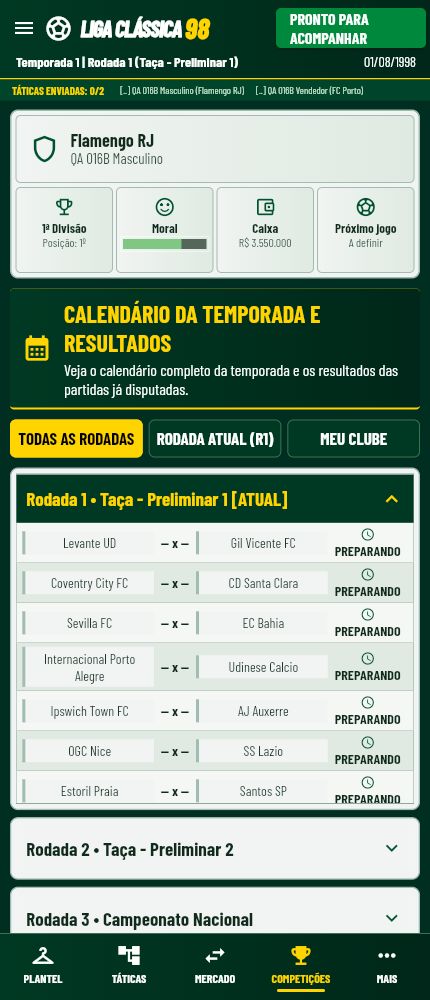 LIGA CLÁSSICA 98
PRONTO PARA
ACOMPANHAR
Temporada 1 | Rodada 1 (Taça - Preliminar 1)
01/08/1998
TÁTICAS ENVIADAS: 0/2
[...] QA 016B Masculino (Flamengo RJ)
[...] QA 016B Vendedor (FC Porto)
Flamengo RJ
QA 016B Masculino
1ª Divisão
Posição: 1º
Moral
Caixa
R$ 3.550.000
Próximo jogo
A definir
CALENDÁRIO DA TEMPORADA E
RESULTADOS
Veja o calendário completo da temporada e os resultados das
partidas já disputadas.
TODAS AS RODADAS
RODADA ATUAL (R1)
MEU CLUBE
Rodada 1 • Taça - Preliminar 1 [ATUAL]
Levante UD – x – Gil Vicente FC PREPARANDO
Coventry City FC – x – CD Santa Clara PREPARANDO
Sevilla FC – x – EC Bahia PREPARANDO
Internacional Porto
Alegre – x – Udinese Calcio PREPARANDO
Ipswich Town FC – x – AJ Auxerre PREPARANDO
OGC Nice – x – SS Lazio PREPARANDO
Estoril Praia – x – Santos SP PREPARANDO
Rodada 2 • Taça - Preliminar 2
Rodada 3 • Campeonato Nacional
PLANTEL
TÁTICAS
MERCADO
COMPETIÇÕES
MAIS